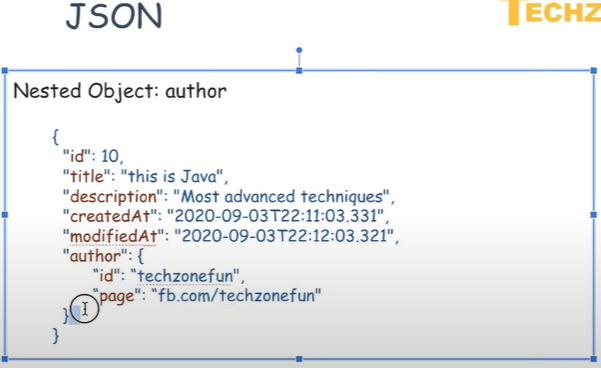 JSON
TECHZ
Nested Object: author
{
"id": 10,
"title": "this is Java",
"description": "Most advanced techniques",
"createdAt": "2020-09-03T22:11:03.331",
"modifiedAt": "2020-09-03T22:12:03.321",
"author": {
"id": "techzonefun",
"page": "fb.com/techzonefun"
}
}